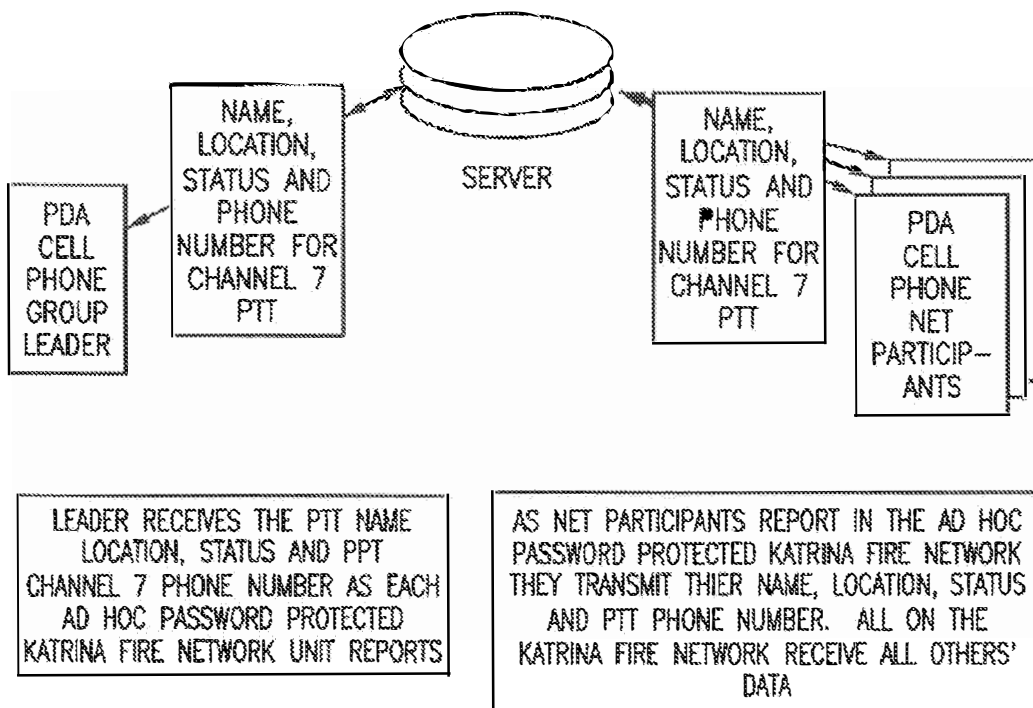 NAME,
LOCATION,
STATUS AND
PHONE
NUMBER FOR
CHANNEL 7
PTT
SERVER
NAME,
LOCATION,
STATUS AND
PHONE
NUMBER FOR
CHANNEL 7
PTT
PDA
CELL
PHONE
GROUP
LEADER
PDA
CELL
PHONE
NET
PARTICIP-
ANTS
LEADER RECEIVES THE PTT NAME
LOCATION, STATUS AND PPT
CHANNEL 7 PHONE NUMBER AS EACH
AD HOC PASSWORD PROTECTED
KATRINA FIRE NETWORK UNIT REPORTS
AS NET PARTICIPANTS REPORT IN THE AD HOC
PASSWORD PROTECTED KATRINA FIRE NETWORK
THEY TRANSMIT THIER NAME, LOCATION, STATUS
AND PTT PHONE NUMBER. ALL ON THE
KATRINA FIRE NETWORK RECEIVE ALL OTHERS'
DATA